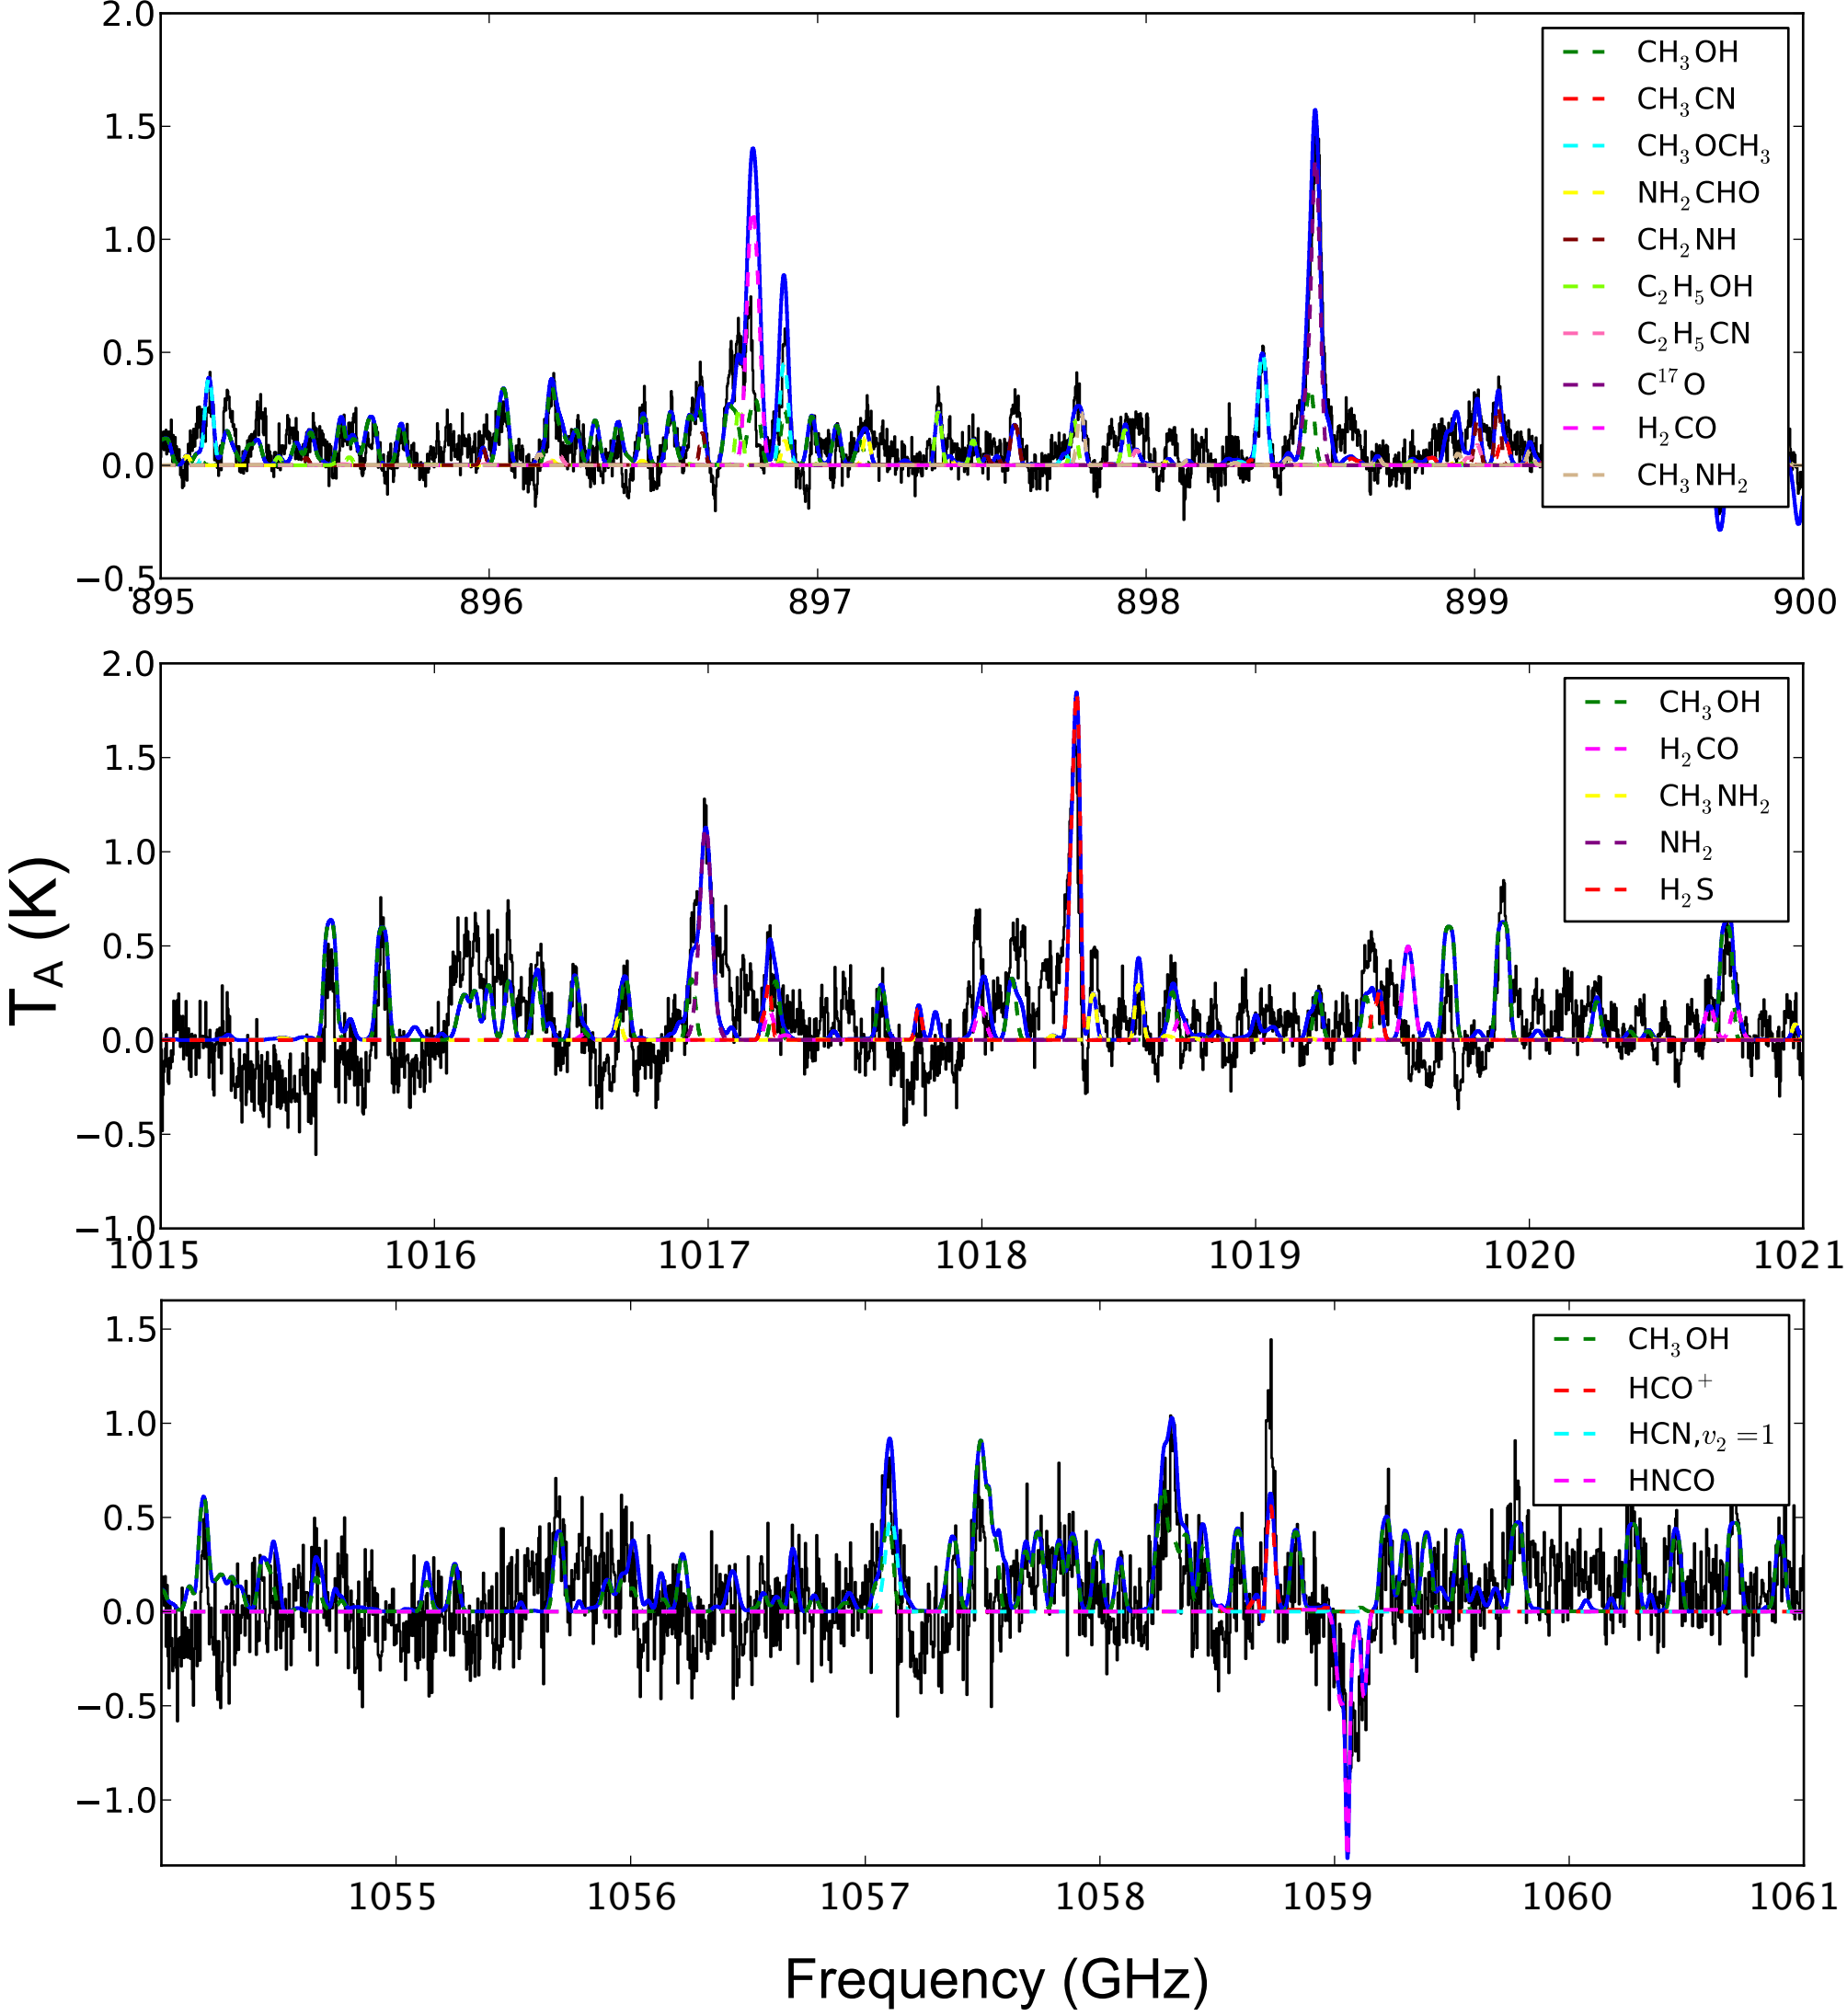 2.0
1.5
1.0
0.5
0.0
−0.5
895
896
897
898
899
900
CH₃OH
CH₃CN
CH₃OCH₃
NH₂CHO
CH₂NH
C₂H₅OH
C₂H₅CN
C¹⁷O
H₂CO
CH₃NH₂
T_A (K)
2.0
1.5
1.0
0.5
0.0
−0.5
−1.0
1015
1016
1017
1018
1019
1020
1021
CH₃OH
H₂CO
CH₃NH₂
NH₂
H₂S
1.5
1.0
0.5
0.0
−0.5
−1.0
1055
1056
1057
1058
1059
1060
1061
CH₃OH
HCO⁺
HCN,v₂ = 1
HNCO
Frequency (GHz)